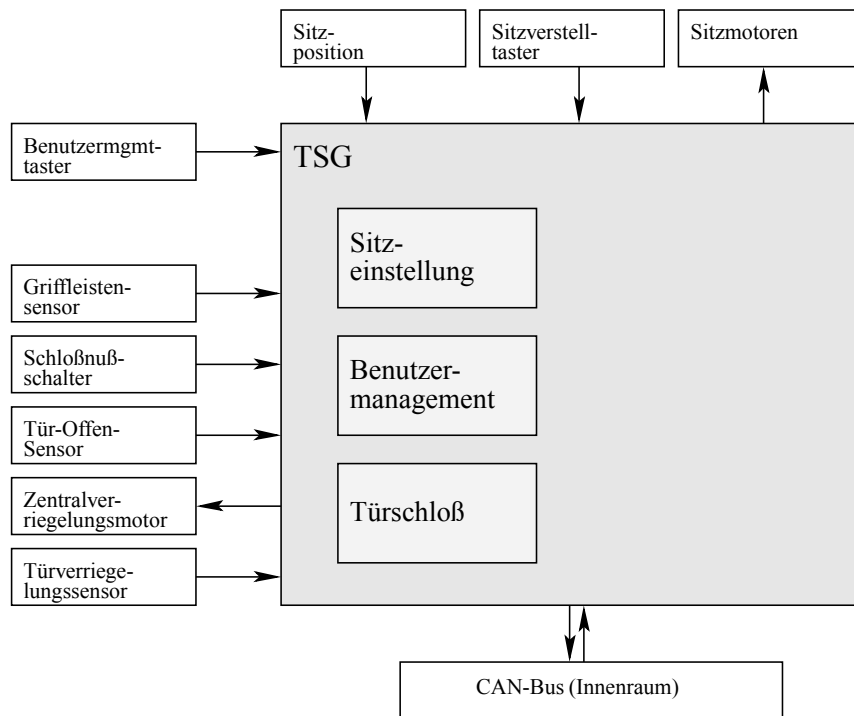 Sitz-
position
Sitzverstell-
taster
Sitzmotoren
Benutzermgmt-
taster
TSG
Sitz-
einstellung
Griffleisten-
sensor
Schloßnuß-
schalter
Benutzer-
management
Tür-Offen-
Sensor
Zentralver-
riegelungsmotor
Türschloß
Türverriege-
lungssensor
CAN-Bus (Innenraum)